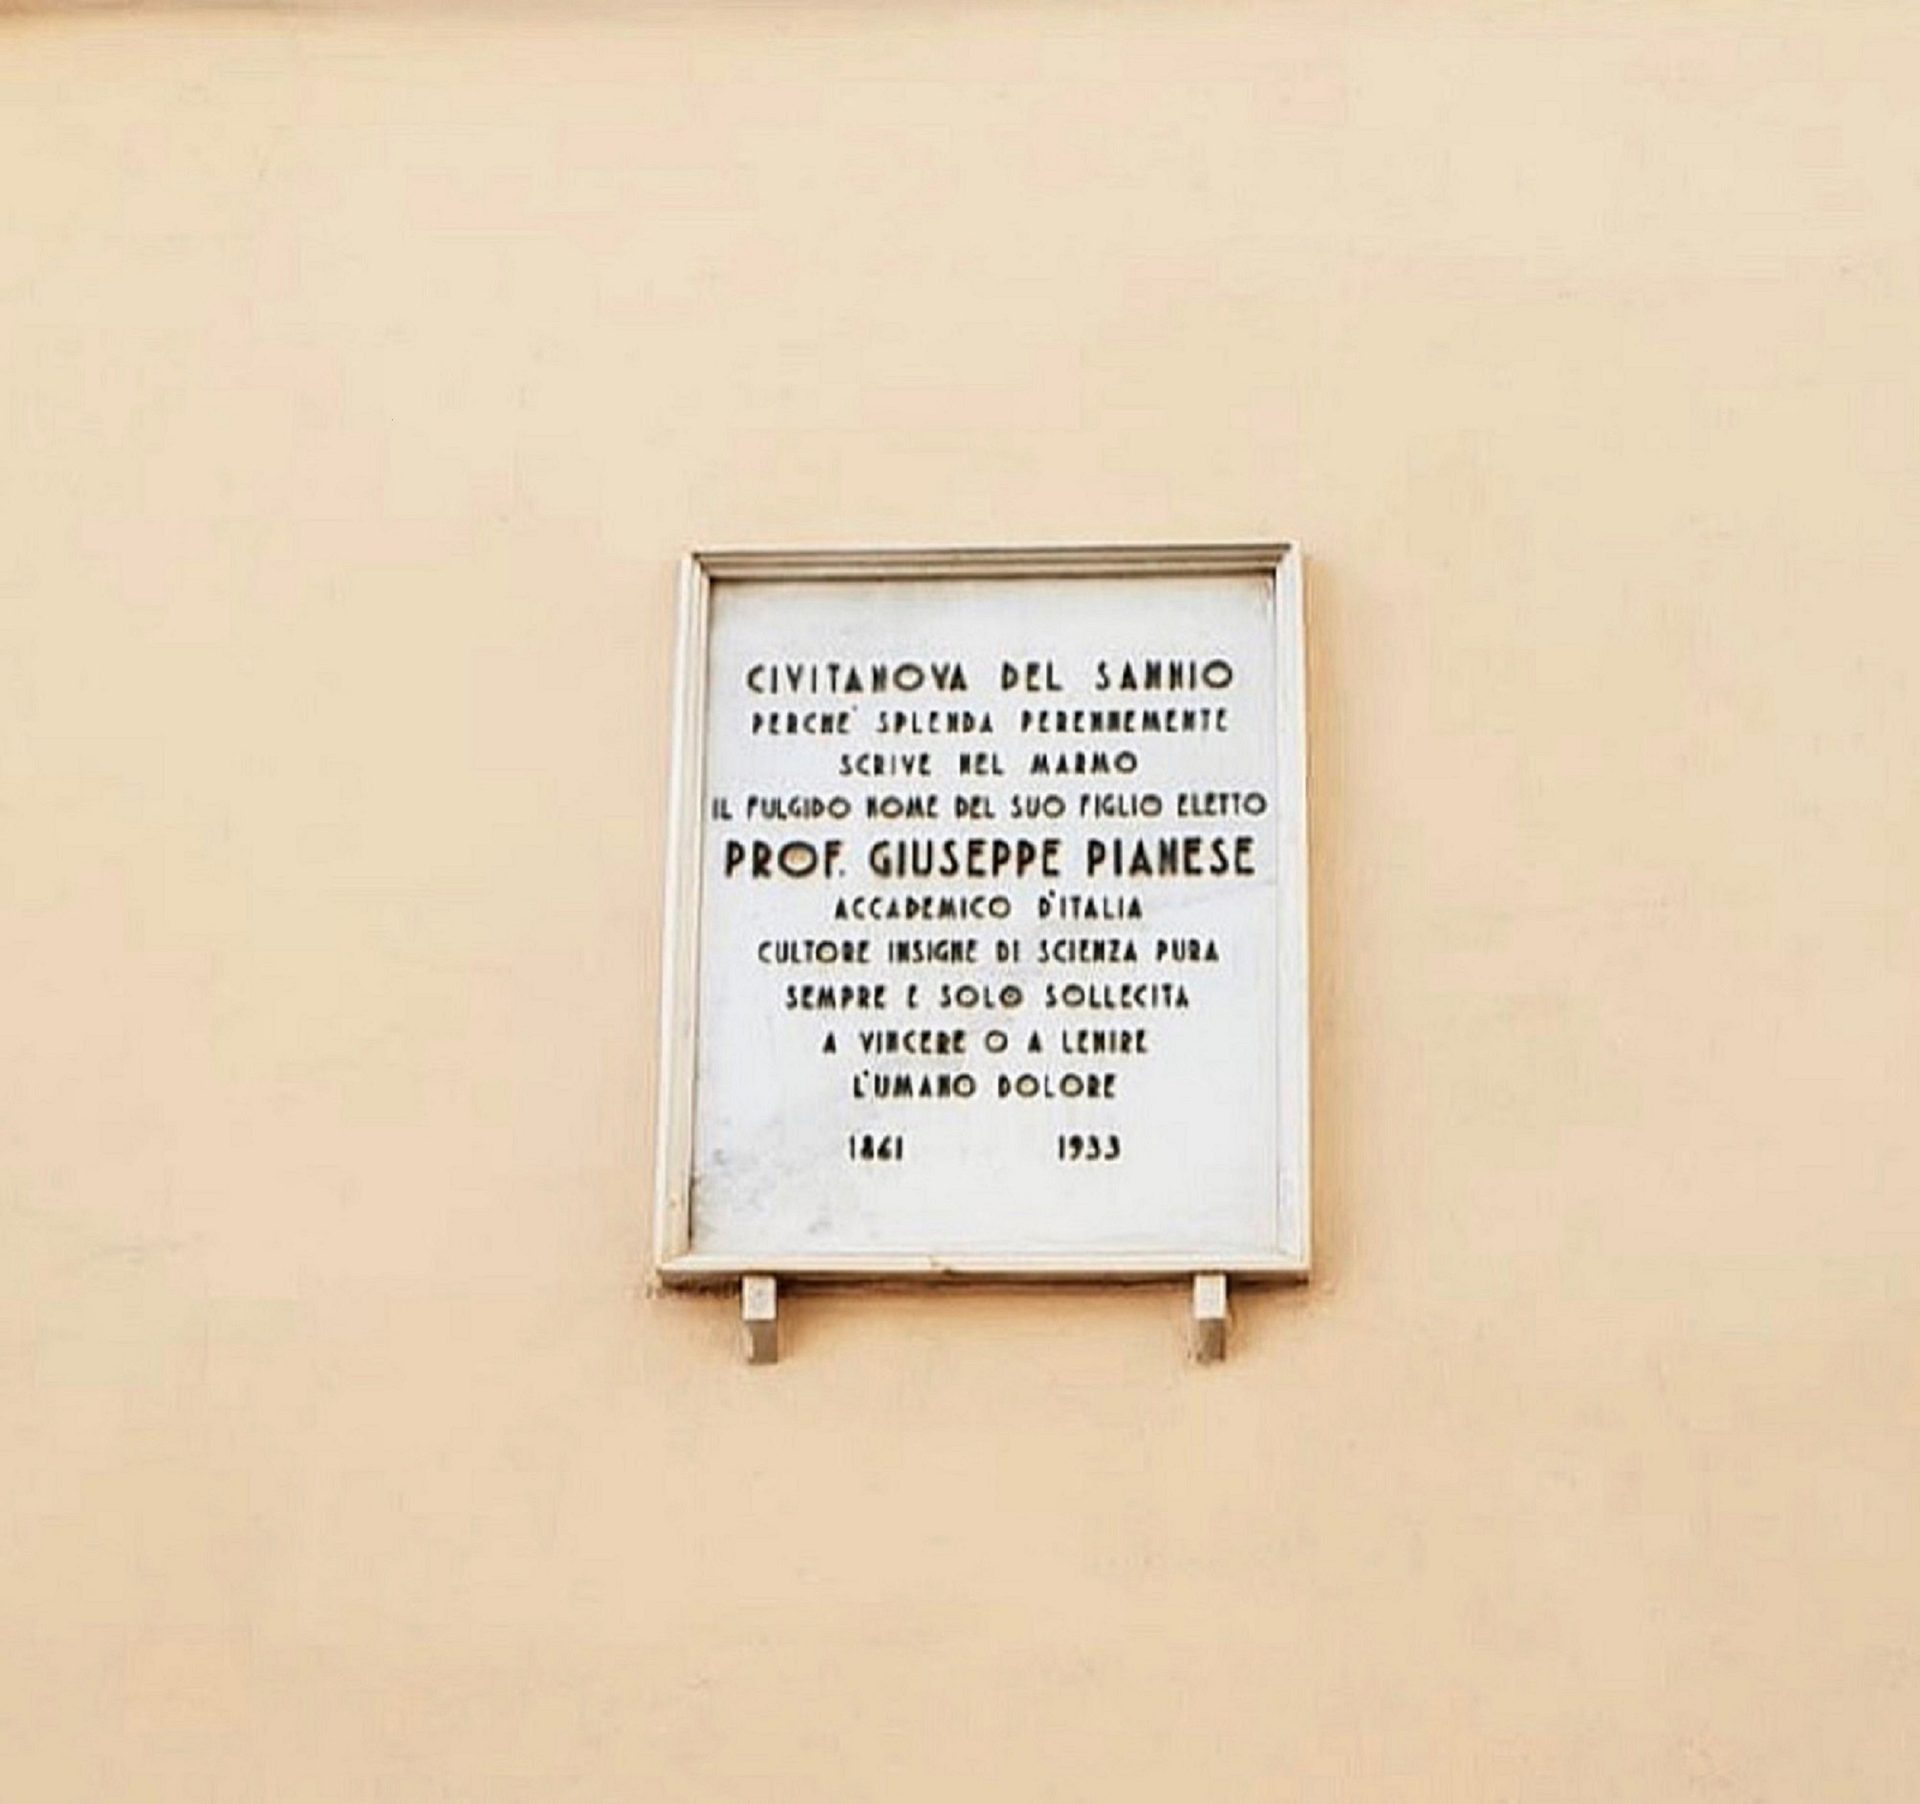 CIVITANOVA DEL SANNIO
PERCHE' SPLENDA PERENNEMENTE
SCRIVE NEL MARMO
IL FULGIDO NOME DEL SUO FIGLIO ELETTO
PROF. GIUSEPPE PIANESE
ACCADEMICO D'ITALIA
CULTORE INSIGNE DI SCIENZA PURA
SEMPRE E SOLO SOLLECITA
A VINCERE O A LENIRE
L'UMANO DOLORE
1861 1933